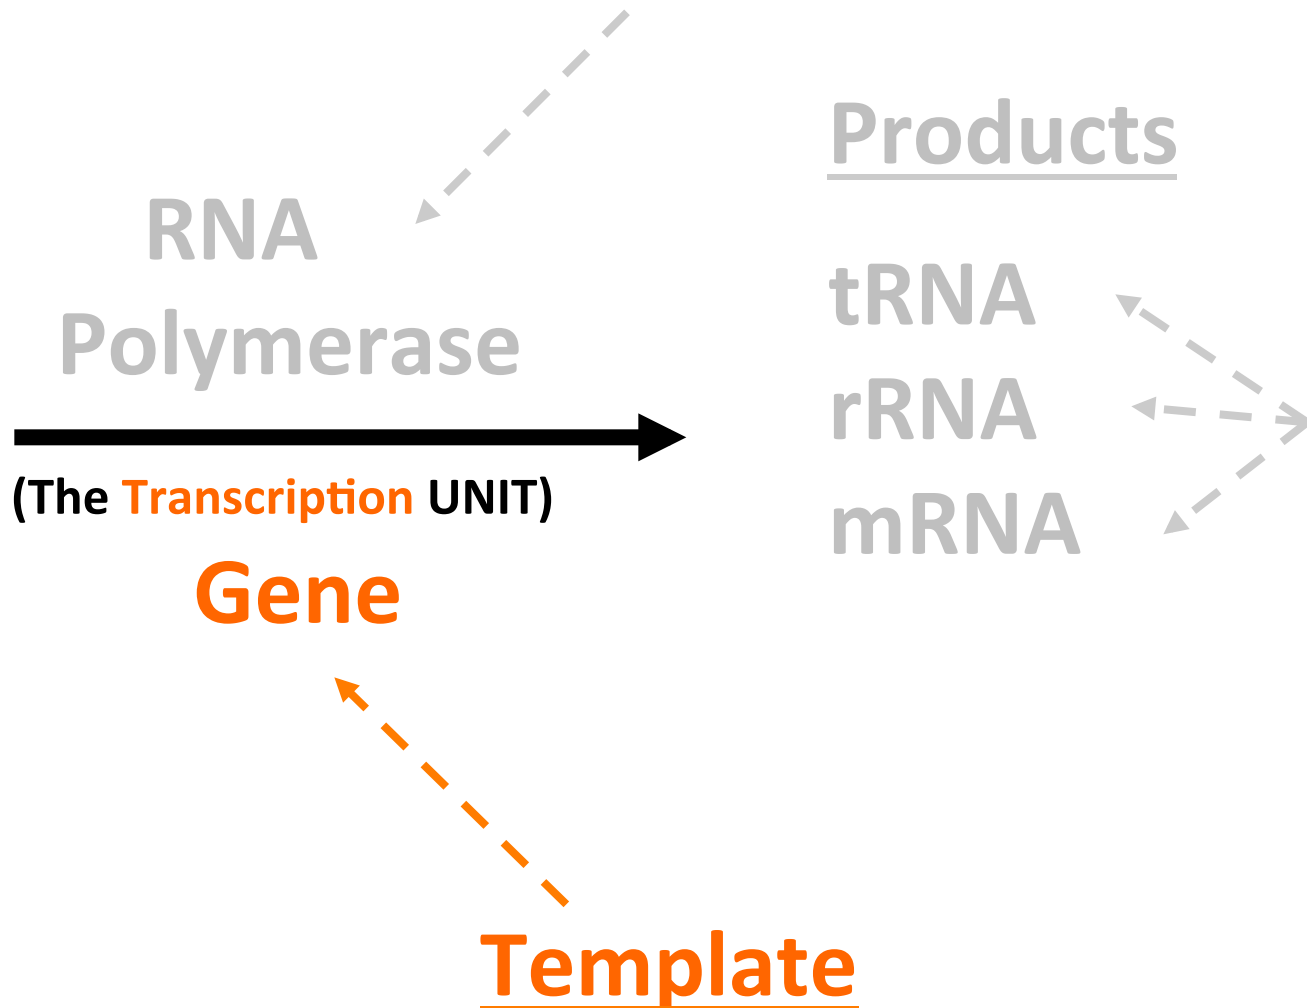 Products
RNA
Polymerase
tRNA
rRNA
mRNA
(The Transcription UNIT)
Gene
Template